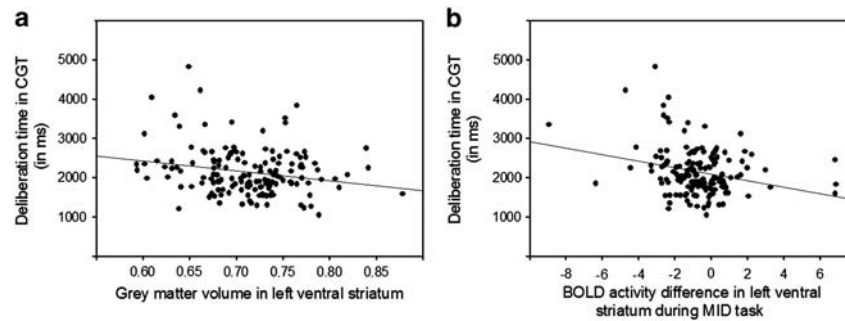 a
Deliberation time in CGT
(in ms)
5000
4000
3000
2000
1000
0.60 0.65 0.70 0.75 0.80 0.85
Grey matter volume in left ventral striatum
b
Deliberation time in CGT
(in ms)
5000
4000
3000
2000
1000
-8 -6 -4 -2 0 2 4 6
BOLD activity difference in left ventral
striatum during MID task